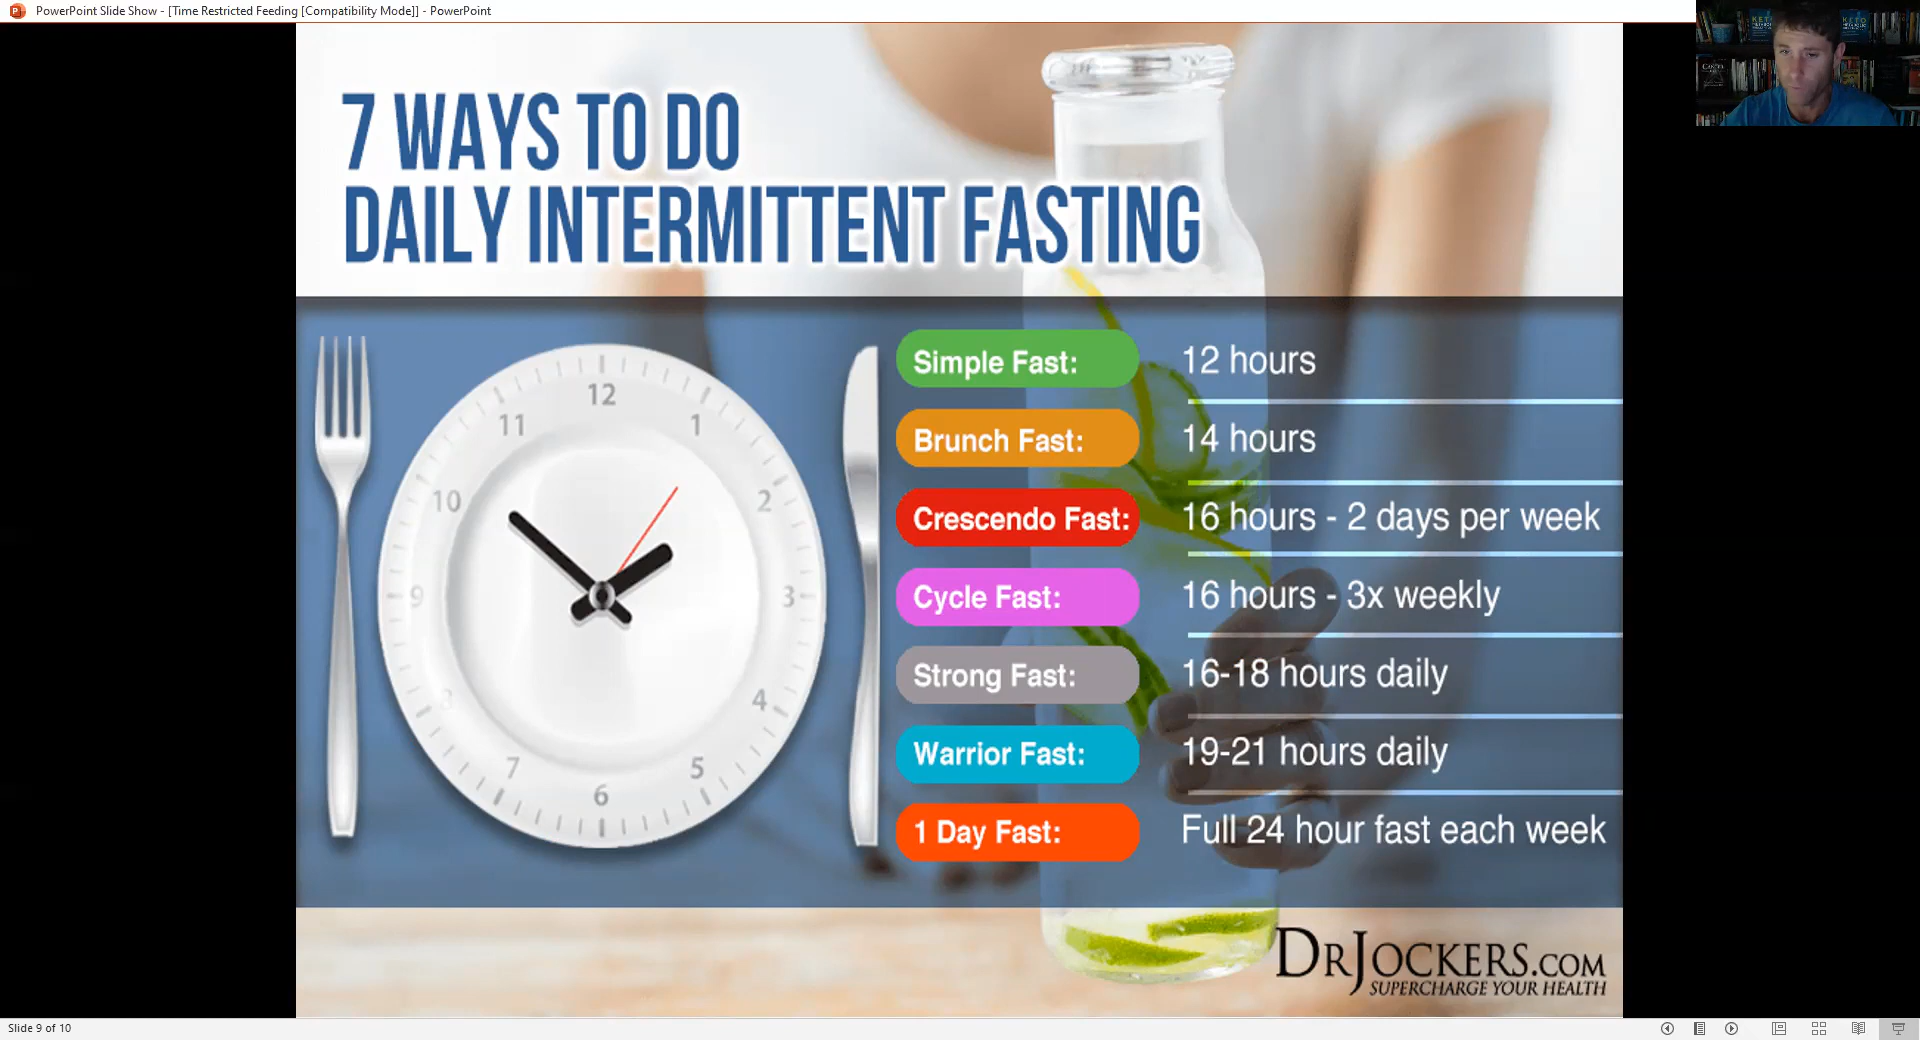 PowerPoint Slide Show - [Time Restricted Feeding [Compatibility Mode]] - PowerPoint
KETO
KETO
7 WAYS TO DO
DAILY INTERMITTENT FASTING
12
11
1
10
2
9
3
4
7
5
6
Simple Fast: 12 hours
Brunch Fast: 14 hours
Crescendo Fast: 16 hours - 2 days per week
Cycle Fast: 16 hours - 3x weekly
Strong Fast: 16-18 hours daily
Warrior Fast: 19-21 hours daily
1 Day Fast: Full 24 hour fast each week
DRJOCKERS.COM
SUPERCHARGE YOUR HEALTH
Slide 9 of 10